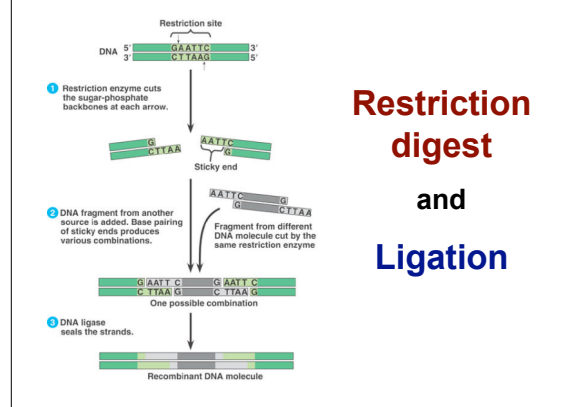 Restriction site
DNA 5' GAATTC 3'
3' CTTAAG 5'
1 Restriction enzyme cuts
the sugar-phosphate
backbones at each arrow.
G AATTC
CTTAA G
Sticky end
AATTC G
G CTTAA
2 DNA fragment from another
source is added. Base pairing
of sticky ends produces
various combinations.
Fragment from different
DNA molecule cut by the
same restriction enzyme
G AATT C G AATT C
C TTAA G C TTAA G
One possible combination
3 DNA ligase
seals the strands.
Recombinant DNA molecule
Restriction
digest
and
Ligation